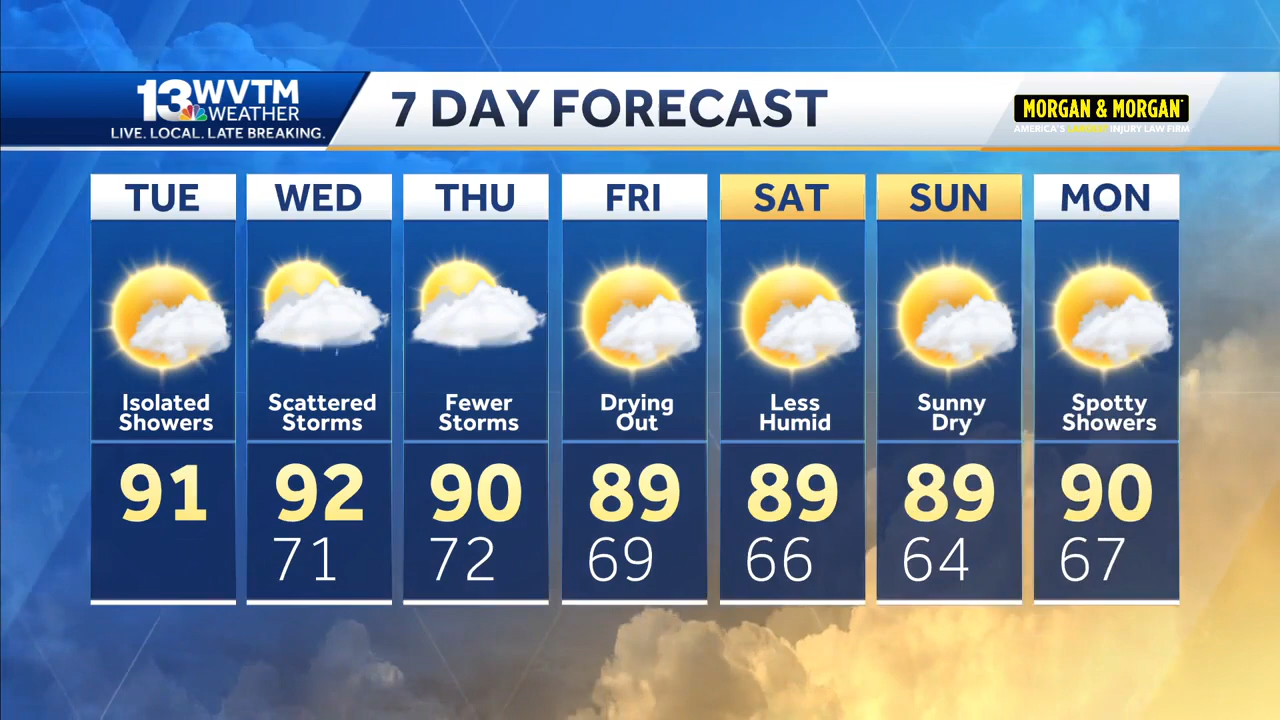 13 WVTM
WEATHER
LIVE. LOCAL. LATE BREAKING.
7 DAY FORECAST
MORGAN & MORGAN
AMERICA'S LARGEST INJURY LAW FIRM
TUE
Isolated
Showers
91
WED
Scattered
Storms
92
71
THU
Fewer
Storms
90
72
FRI
Drying
Out
89
69
SAT
Less
Humid
89
66
SUN
Sunny
Dry
89
64
MON
Spotty
Showers
90
67